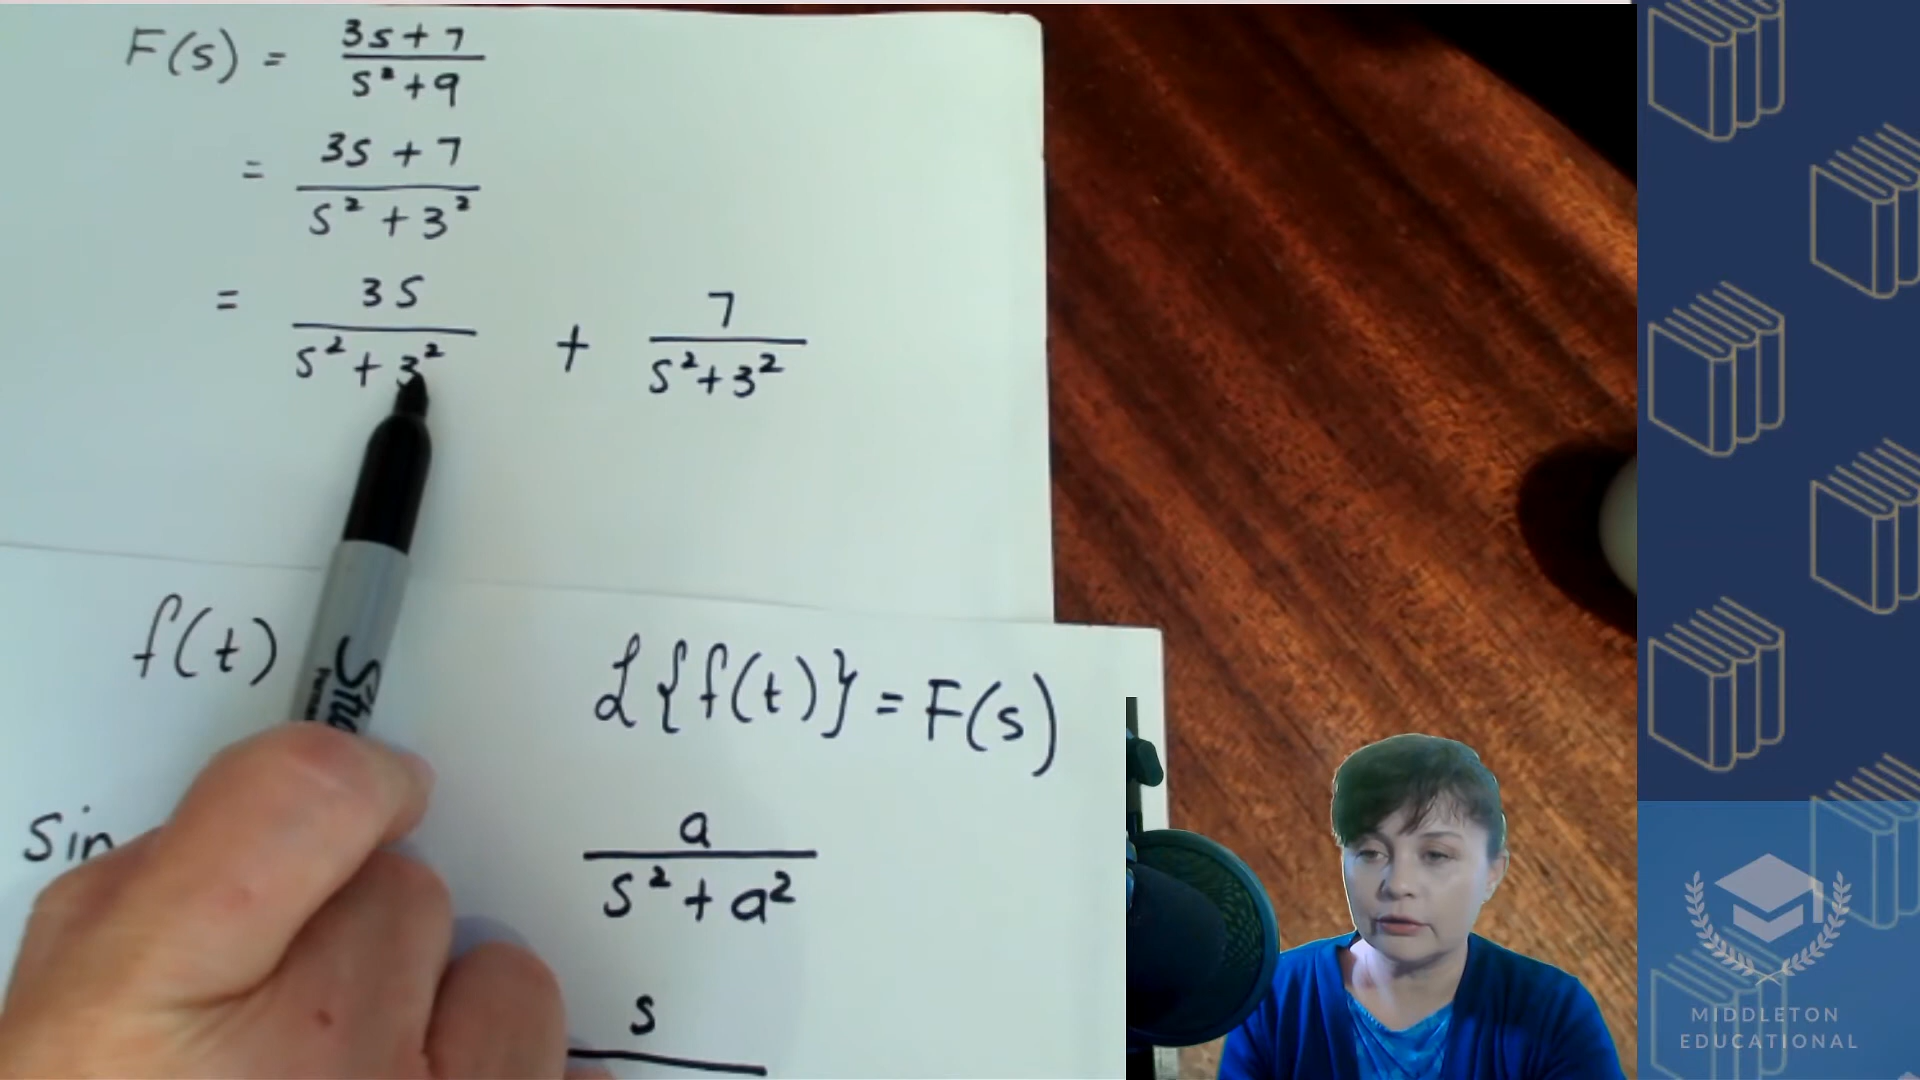 F(s) = 3s + 7
s² + 9
= 3s + 7
s² + 3²
= 3s + 7
s² + 3² s² + 3²
f(t) ℒ{f(t)} = F(s)
Sin a
s² + a²
s
MIDDLETON
EDUCATIONAL